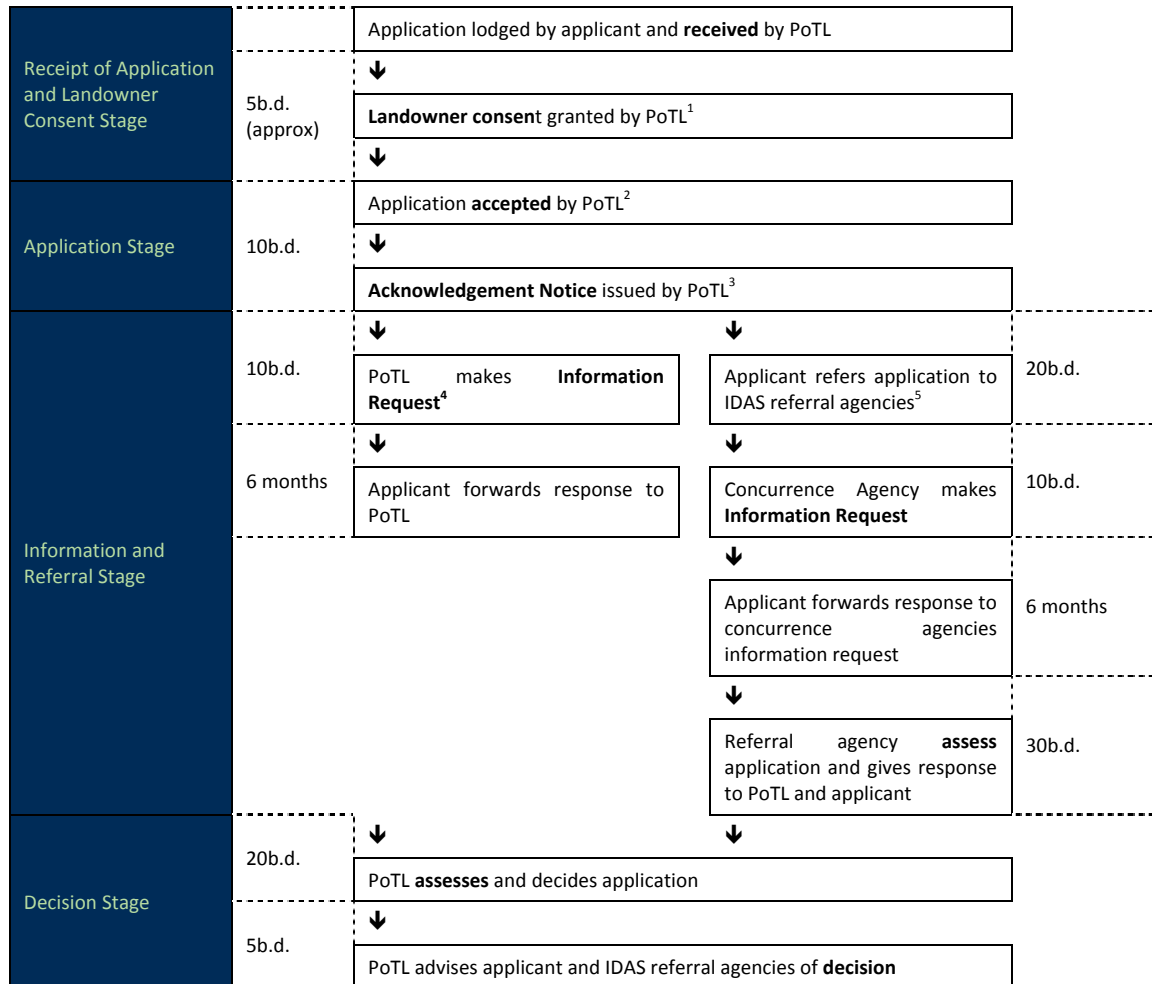 Receipt of Application
and Landowner
Consent Stage
5b.d.
(approx)
Application lodged by applicant and received by PoTL
🡻
Landowner consent granted by PoTL1
🡻
Application Stage
10b.d.
Application accepted by PoTL2
🡻
Acknowledgement Notice issued by PoTL3
Information and
Referral Stage
10b.d.
🡻
PoTL makes Information
Request4
6 months
🡻
Applicant forwards response to
PoTL
🡻
Applicant refers application to
IDAS referral agencies5
20b.d.
🡻
Concurrence Agency makes
Information Request
10b.d.
🡻
Applicant forwards response to
concurrence agencies
information request
6 months
🡻
Referral agency assess
application and gives response
to PoTL and applicant
30b.d.
Decision Stage
20b.d.
🡻 🡻
PoTL assesses and decides application
5b.d.
🡻
PoTL advises applicant and IDAS referral agencies of decision